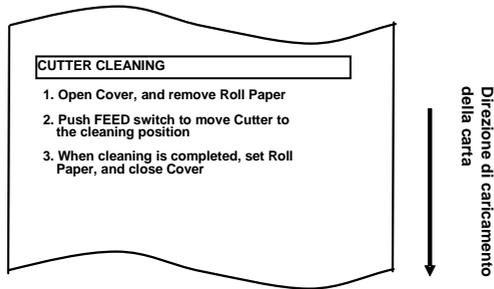 CUTTER CLEANING
1. Open Cover, and remove Roll Paper
2. Push FEED switch to move Cutter to
the cleaning position
3. When cleaning is completed, set Roll
Paper, and close Cover
Direzione di caricamento
della carta